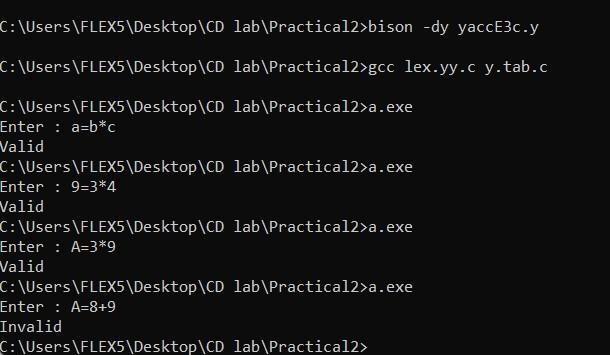 C:\Users\FLEX5\Desktop\CD lab\Practical2>bison -dy yaccE3c.y
C:\Users\FLEX5\Desktop\CD lab\Practical2>gcc lex.yy.c y.tab.c
C:\Users\FLEX5\Desktop\CD lab\Practical2>a.exe
Enter : a=b*c
Valid
C:\Users\FLEX5\Desktop\CD lab\Practical2>a.exe
Enter : 9=3*4
Valid
C:\Users\FLEX5\Desktop\CD lab\Practical2>a.exe
Enter : A=3*9
Valid
C:\Users\FLEX5\Desktop\CD lab\Practical2>a.exe
Enter : A=8+9
Invalid
C:\Users\FLEX5\Desktop\CD lab\Practical2>